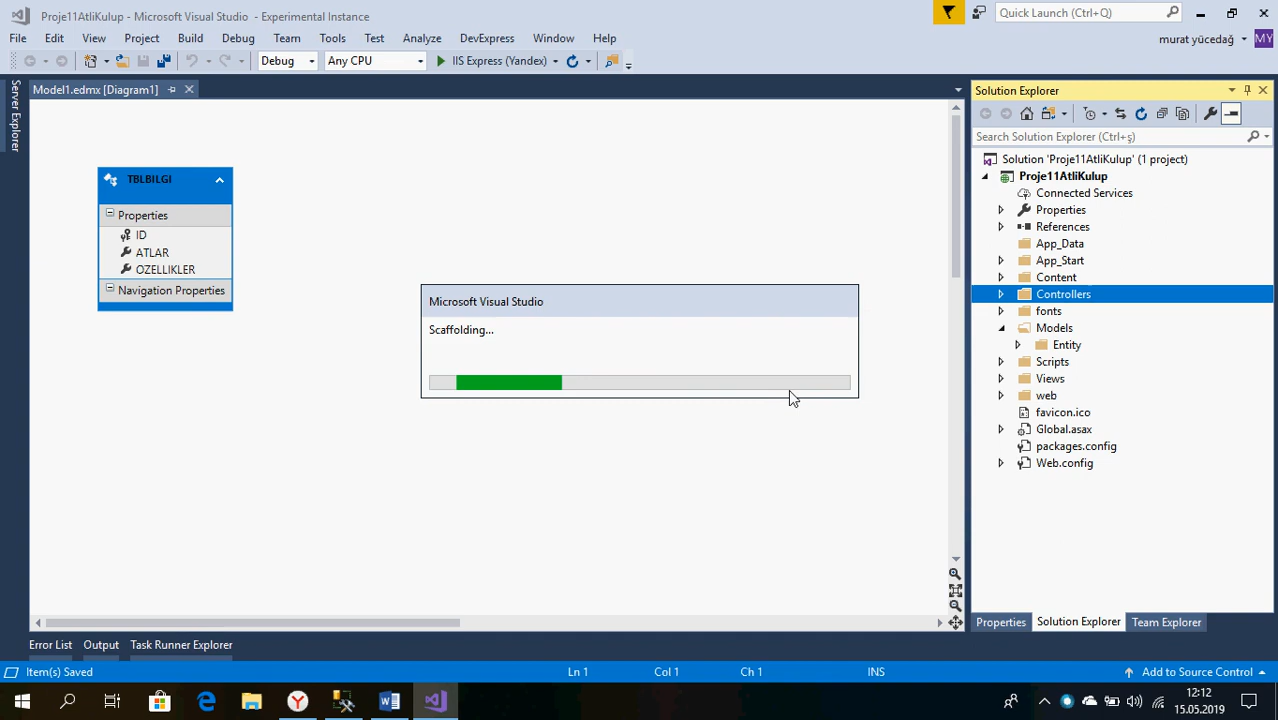 Proje11AtliKulup - Microsoft Visual Studio - Experimental Instance
Quick Launch (Ctrl+Q)
File Edit View Project Build Debug Team Tools Test Analyze DevExpress Window Help
murat yücedağ MY
Debug Any CPU IIS Express (Yandex)
Server Explorer
Model1.edmx [Diagram1]
TBLBILGI
Properties
ID
ATLAR
OZELLIKLER
Navigation Properties
Microsoft Visual Studio
Scaffolding...
Solution Explorer
Search Solution Explorer (Ctrl+ş)
Solution 'Proje11AtliKulup' (1 project)
Proje11AtliKulup
Connected Services
Properties
References
App_Data
App_Start
Content
Controllers
fonts
Models
Entity
Scripts
Views
web
favicon.ico
Global.asax
packages.config
Web.config
Properties Solution Explorer Team Explorer
Error List Output Task Runner Explorer
Item(s) Saved Ln 1 Col 1 Ch 1 INS Add to Source Control
12:12
15.05.2019